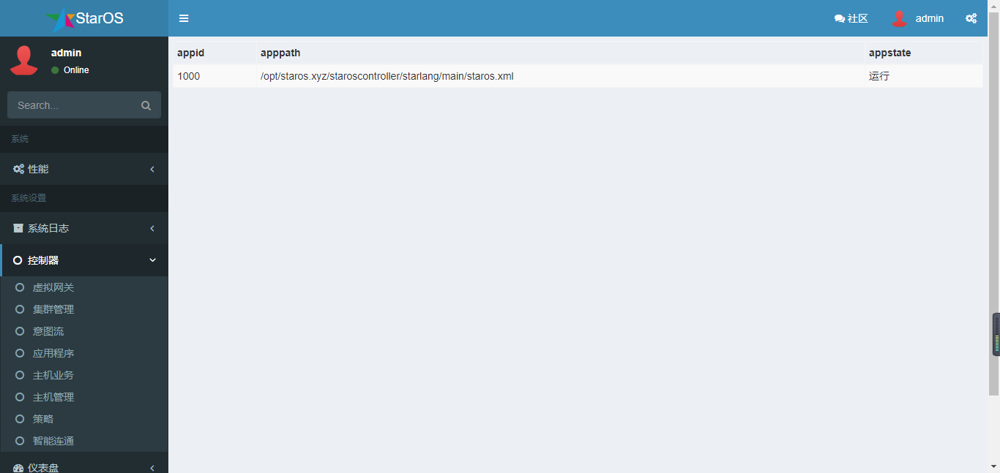 StarOS
社区
admin
admin
Online
Search...
系统
性能
系统设置
系统日志
控制器
虚拟网关
集群管理
意图流
应用程序
主机业务
主机管理
策略
智能连通
仪表盘
appid apppath appstate
1000 /opt/staros.xyz/staroscontroller/starlang/main/staros.xml 运行